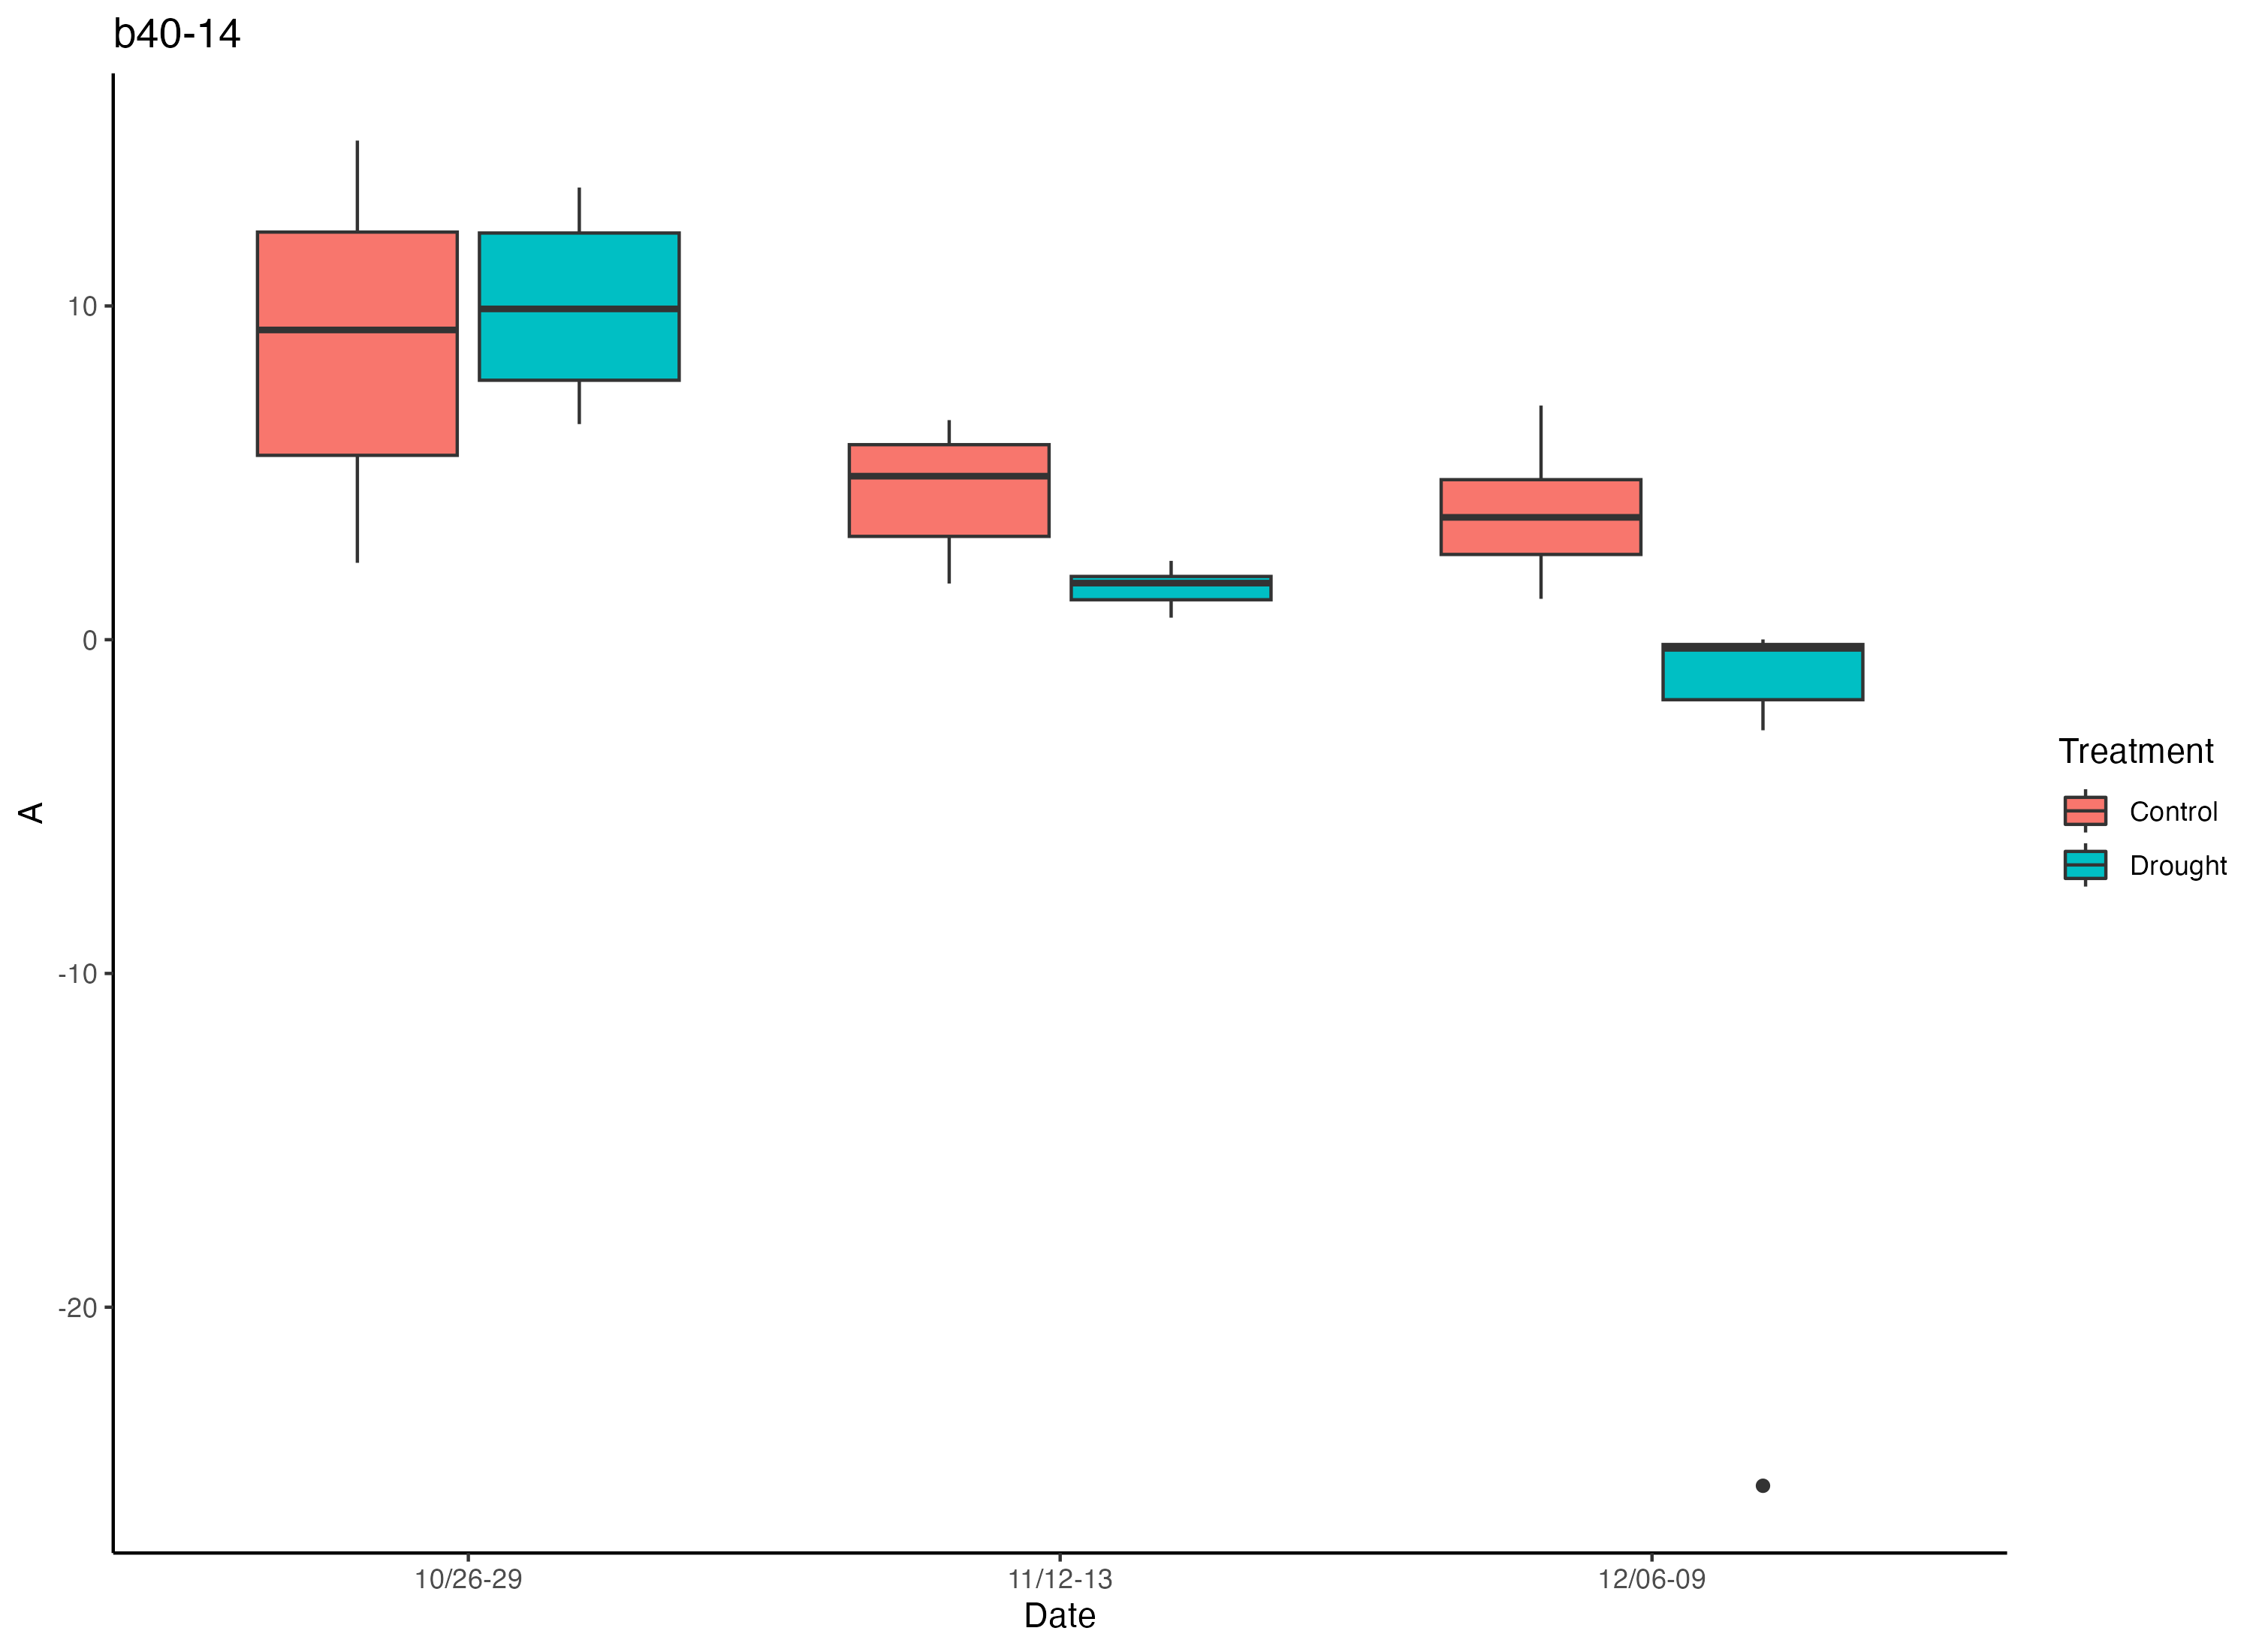 b40-14
A
10
0
-10
-20
10/26-29
11/12-13
12/06-09
Date
Treatment
Control
Drought